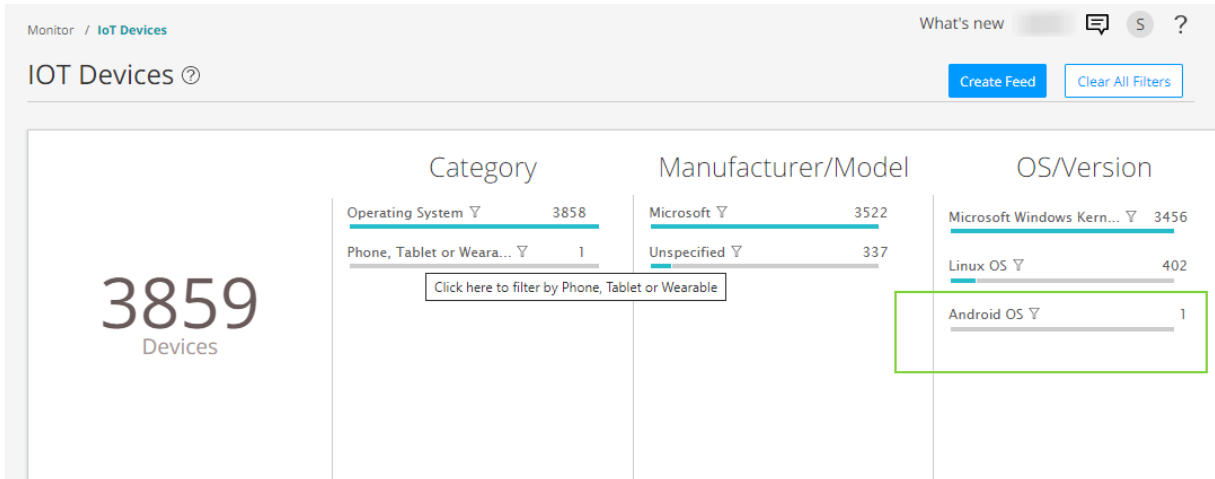 Monitor / IoT Devices
What's new
S
?
IOT Devices ?
Create Feed
Clear All Filters
3859
Devices
Category
Operating System 3858
Phone, Tablet or Weara... 1
Click here to filter by Phone, Tablet or Wearable
Manufacturer/Model
Microsoft 3522
Unspecified 337
OS/Version
Microsoft Windows Kern... 3456
Linux OS 402
Android OS 1